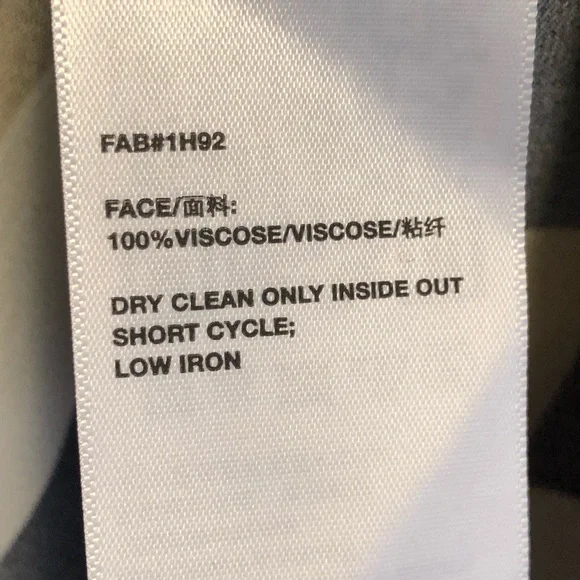 FAB#1H92
FACE/面料:
100%VISCOSE/VISCOSE/粘纤
DRY CLEAN ONLY INSIDE OUT
SHORT CYCLE;
LOW IRON